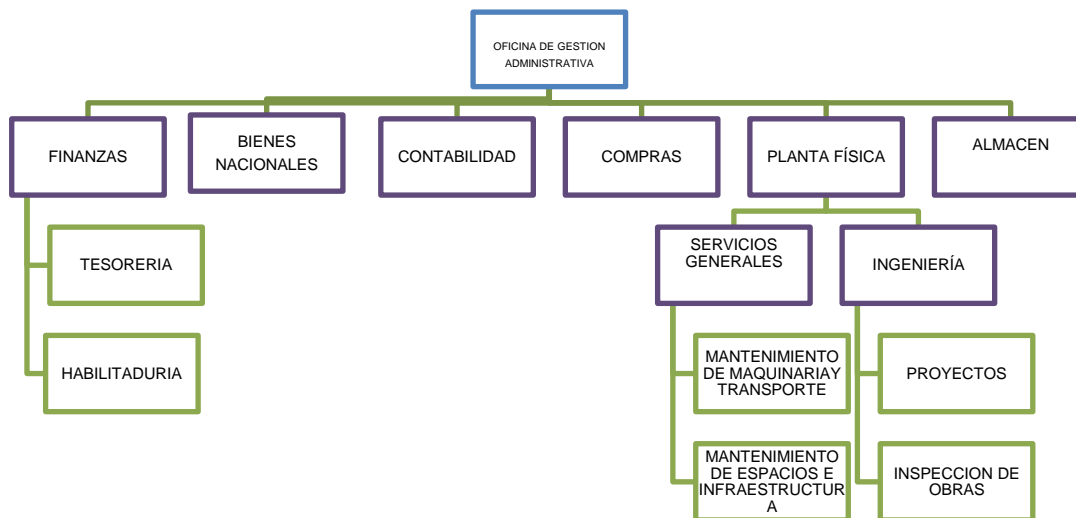 OFICINA DE GESTION
ADMINISTRATIVA
FINANZAS
BIENES
NACIONALES
CONTABILIDAD
COMPRAS
PLANTA FÍSICA
ALMACEN
SERVICIOS
GENERALES
INGENIERÍA
TESORERIA
HABILITADURIA
MANTENIMIENTO
DE MAQUINARIAY
TRANSPORTE
PROYECTOS
MANTENIMIENTO
DE ESPACIOS E
INFRAESTRUCTUR
A
INSPECCION DE
OBRAS